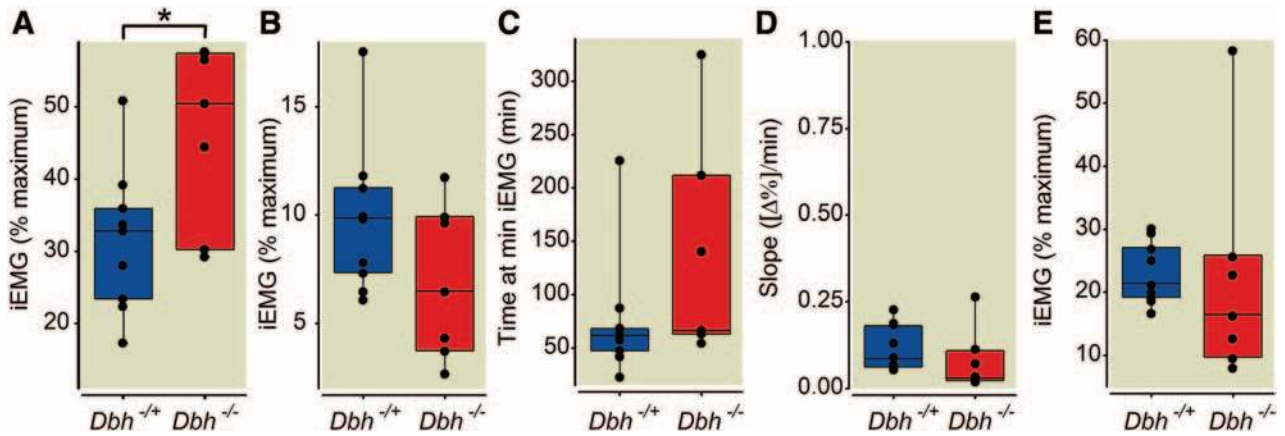 A
*
iEMG (% maximum)
50
40
30
20
Dbh -/+ Dbh -/-
B
iEMG (% maximum)
15
10
5
Dbh -/+ Dbh -/-
C
Time at min iEMG (min)
300
250
200
150
100
50
Dbh -/+ Dbh -/-
D
Slope ([Δ%]/min)
1.00
0.75
0.50
0.25
0.00
Dbh -/+ Dbh -/-
E
iEMG (% maximum)
60
50
40
30
20
10
Dbh -/+ Dbh -/-